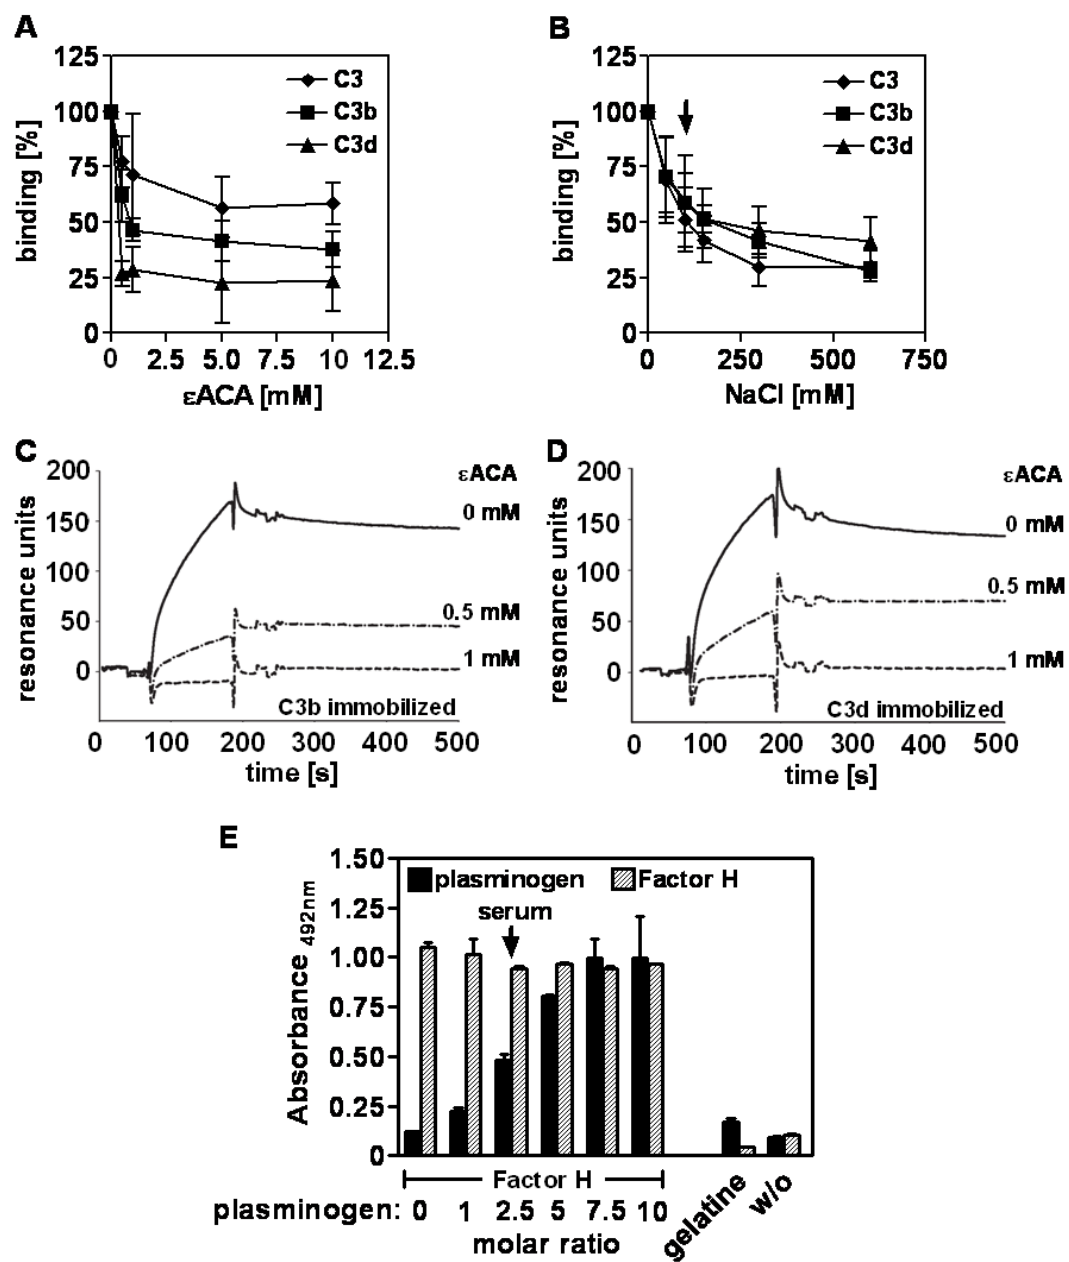 A
125
100
75
50
25
0
binding [%]
C3
C3b
C3d
0 2.5 5.0 7.5 10 12.5
εACA [mM]
B
125
100
75
50
25
0
binding [%]
C3
C3b
C3d
0 250 500 750
NaCl [mM]
C
200
150
100
50
0
resonance units
εACA
0 mM
0.5 mM
1 mM
C3b immobilized
0 100 200 300 400 500
time [s]
D
200
150
100
50
0
resonance units
εACA
0 mM
0.5 mM
1 mM
C3d immobilized
0 100 200 300 400 500
time [s]
E
1.50
1.25
1.00
0.75
0.50
0.25
0
Absorbance 492nm
plasminogen Factor H
serum
Factor H
plasminogen: 0 1 2.5 5 7.5 10
molar ratio
gelatine
w/o